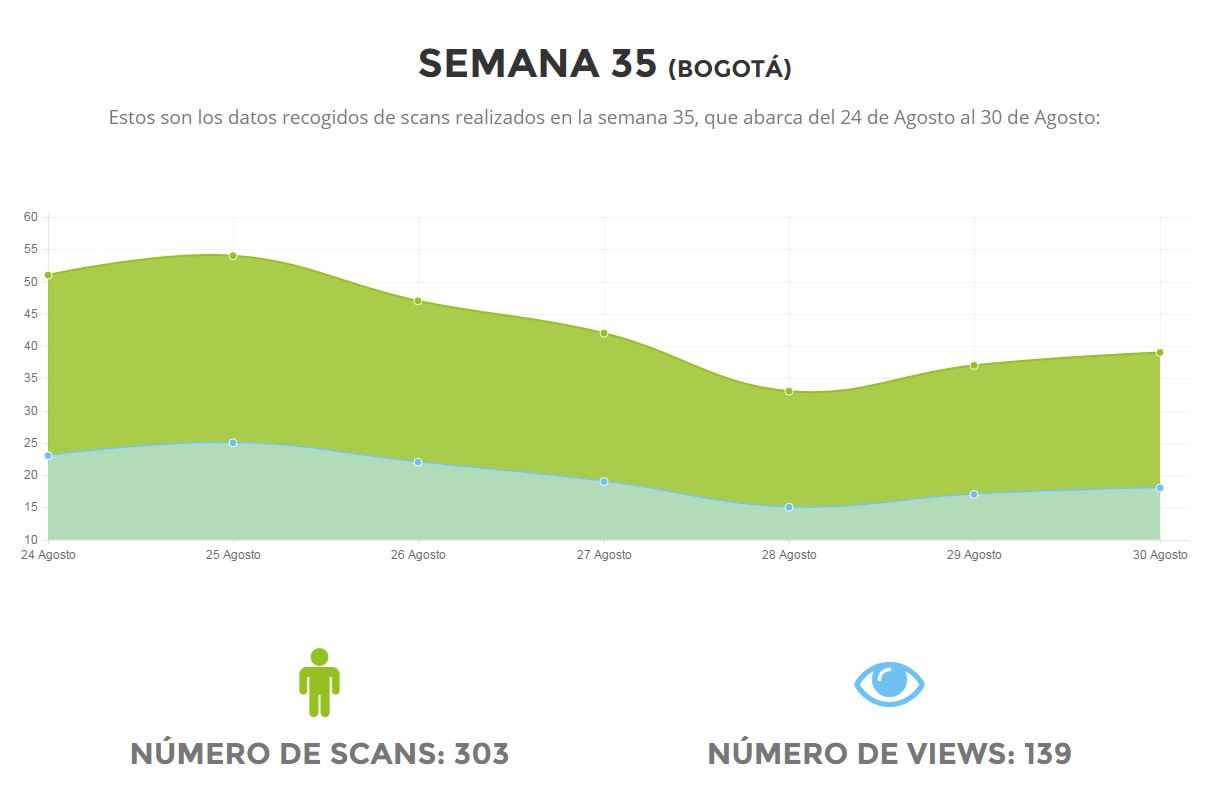 SEMANA 35 (BOGOTÁ)
Estos son los datos recogidos de scans realizados en la semana 35, que abarca del 24 de Agosto al 30 de Agosto:
60
55
50
45
40
35
30
25
20
15
10
24 Agosto 25 Agosto 26 Agosto 27 Agosto 28 Agosto 29 Agosto 30 Agosto
NÚMERO DE SCANS: 303 NÚMERO DE VIEWS: 139